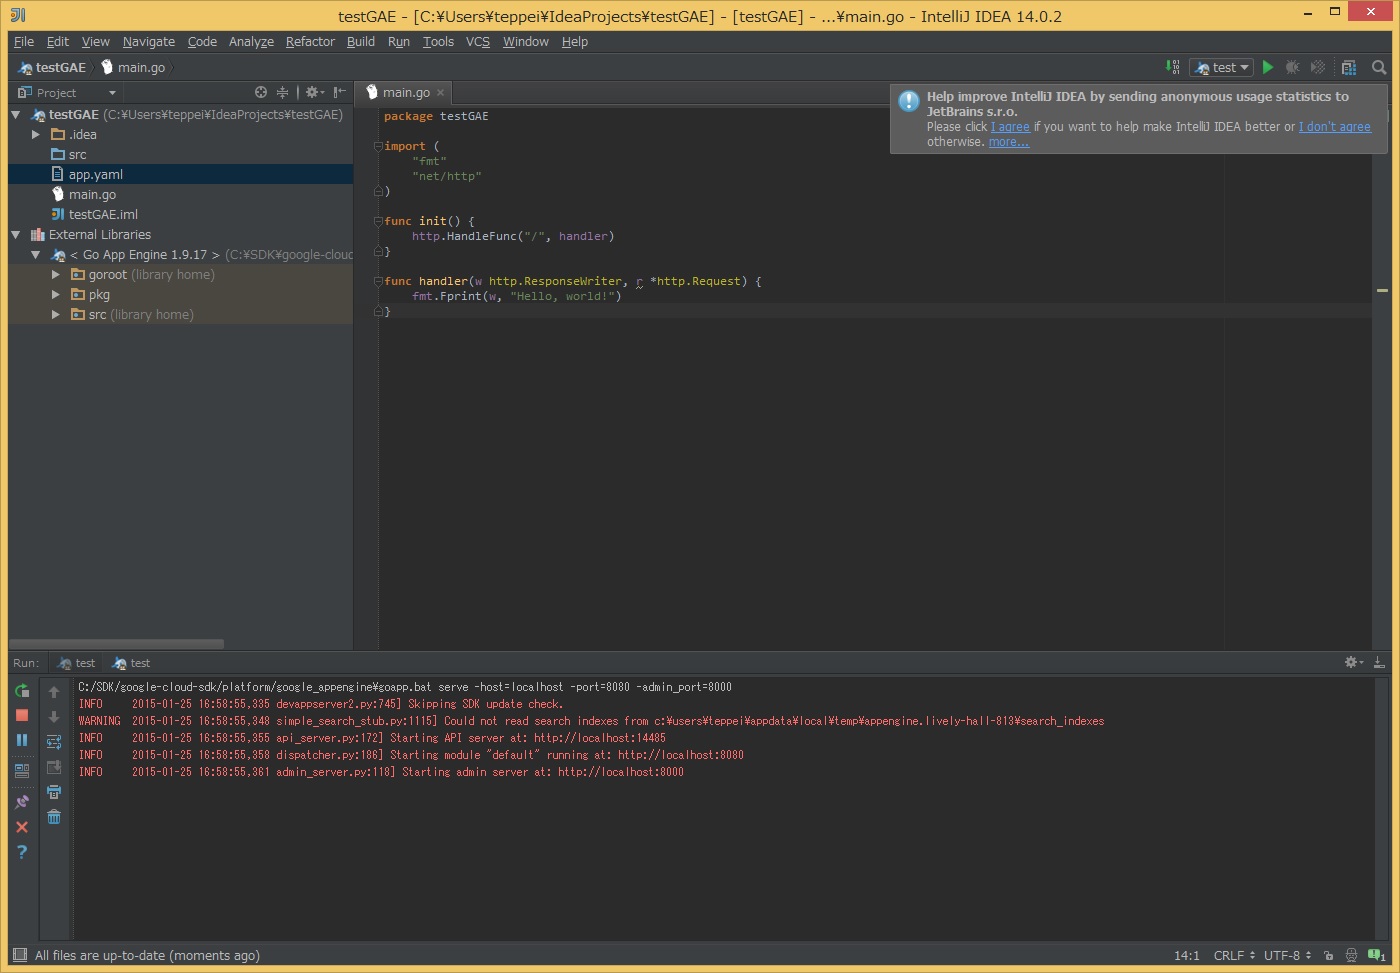 testGAE - [C:¥Users¥teppei¥IdeaProjects¥testGAE] - [testGAE] - ...¥main.go - IntelliJ IDEA 14.0.2
File Edit View Navigate Code Analyze Refactor Build Run Tools VCS Window Help
testGAE main.go test
Project
main.go
Help improve IntelliJ IDEA by sending anonymous usage statistics to
JetBrains s.r.o.
Please click I agree if you want to help make IntelliJ IDEA better or I don't agree
otherwise. more...
testGAE (C:¥Users¥teppei¥IdeaProjects¥testGAE)
.idea
src
app.yaml
main.go
testGAE.iml
External Libraries
< Go App Engine 1.9.17 > (C:¥SDK¥google-cloud
goroot (library home)
pkg
src (library home)
package testGAE
import (
"fmt"
"net/http"
)
func init() {
http.HandleFunc("/", handler)
}
func handler(w http.ResponseWriter, r *http.Request) {
fmt.Fprint(w, "Hello, world!")
}
Run: test test
C:/SDK/google-cloud-sdk/platform/google_appengine¥goapp.bat serve -host=localhost -port=8080 -admin_port=8000
INFO 2015-01-25 16:58:55,335 devappserver2.py:745] Skipping SDK update check.
WARNING 2015-01-25 16:58:55,348 simple_search_stub.py:1115] Could not read search indexes from c:¥users¥teppei¥appdata¥local¥temp¥appengine.lively-hall-813¥search_indexes
INFO 2015-01-25 16:58:55,355 api_server.py:172] Starting API server at: http://localhost:14485
INFO 2015-01-25 16:58:55,358 dispatcher.py:186] Starting module "default" running at: http://localhost:8080
INFO 2015-01-25 16:58:55,361 admin_server.py:118] Starting admin server at: http://localhost:8000
All files are up-to-date (moments ago) 14:1 CRLF UTF-8 1